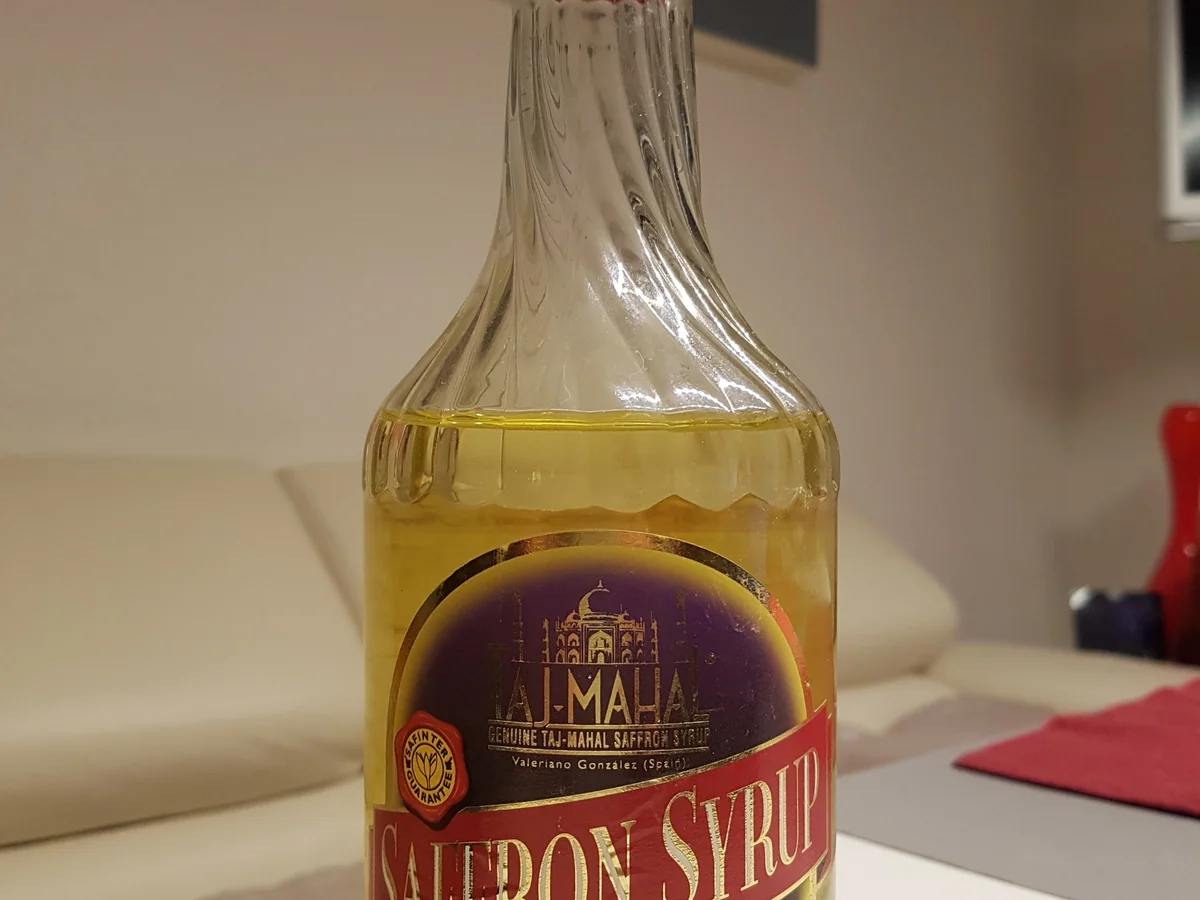 TAJ-MAHAL®
GENUINE TAJ-MAHAL SAFFRON SYRUP
Valeriano González (Spain)
SAFINTER
GUARANTEE
SAFFRON SYRUP